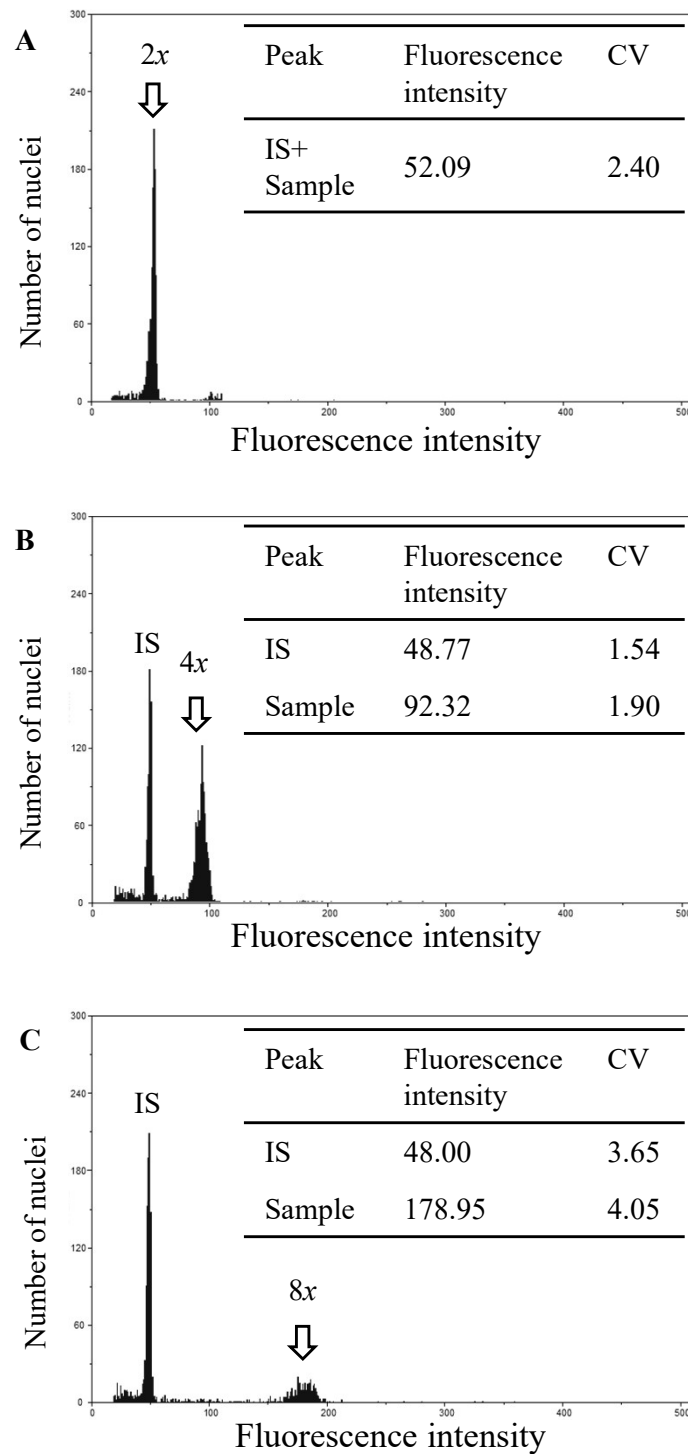 A
300
240
180
120
60
0
0 100 200 300 400 500
Number of nuclei
Fluorescence intensity
2x
Peak Fluorescence intensity CV
IS+ Sample 52.09 2.40
B
300
240
180
120
60
0
0 100 200 300 400 500
Number of nuclei
Fluorescence intensity
IS
4x
Peak Fluorescence intensity CV
IS 48.77 1.54
Sample 92.32 1.90
C
300
240
180
120
60
0
0 100 200 300 400 500
Number of nuclei
Fluorescence intensity
IS
8x
Peak Fluorescence intensity CV
IS 48.00 3.65
Sample 178.95 4.05